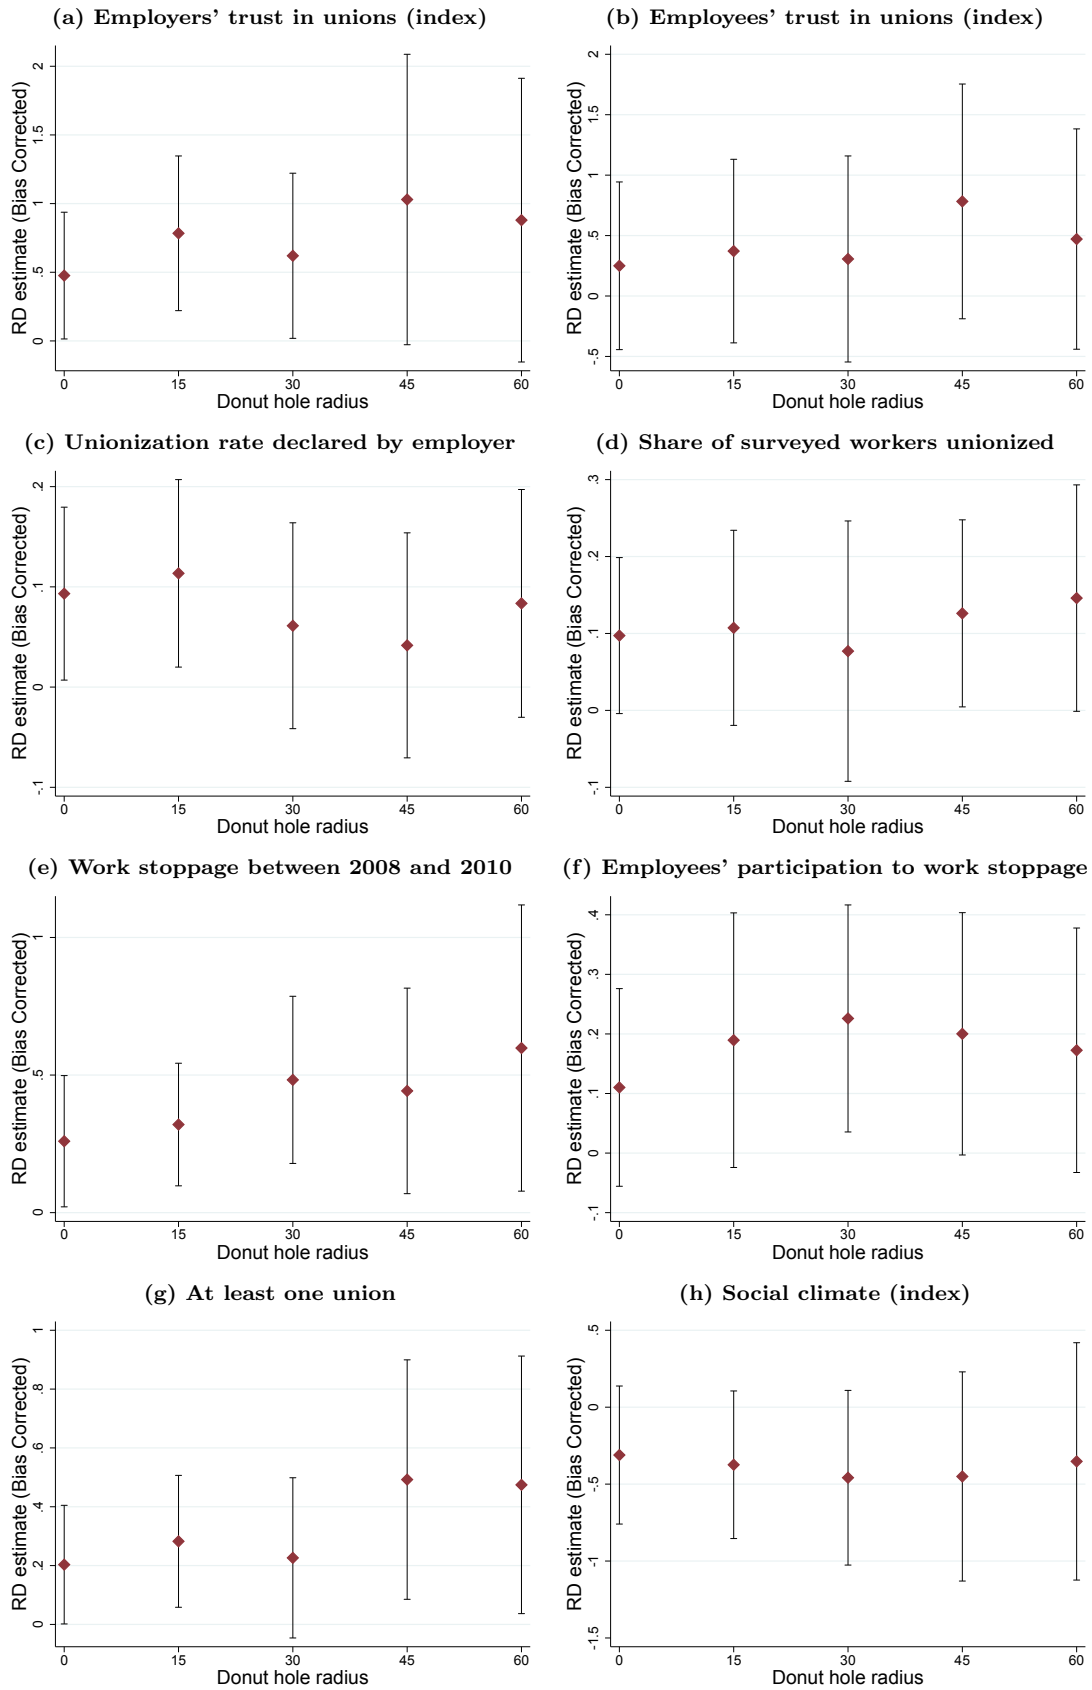 (a) Employers' trust in unions (index)
RD estimate (Bias Corrected)
2
1.5
1
.5
0
0 15 30 45 60
Donut hole radius
(b) Employees' trust in unions (index)
RD estimate (Bias Corrected)
2
1.5
1
.5
0
-.5
0 15 30 45 60
Donut hole radius
(c) Unionization rate declared by employer
RD estimate (Bias Corrected)
.2
.1
0
-.1
0 15 30 45 60
Donut hole radius
(d) Share of surveyed workers unionized
RD estimate (Bias Corrected)
.3
.2
.1
0
-.1
0 15 30 45 60
Donut hole radius
(e) Work stoppage between 2008 and 2010
RD estimate (Bias Corrected)
1
.5
0
0 15 30 45 60
Donut hole radius
(f) Employees' participation to work stoppage
RD estimate (Bias Corrected)
.4
.3
.2
.1
0
-.1
0 15 30 45 60
Donut hole radius
(g) At least one union
RD estimate (Bias Corrected)
1
.8
.6
.4
.2
0
0 15 30 45 60
Donut hole radius
(h) Social climate (index)
RD estimate (Bias Corrected)
.5
0
-.5
-1
-1.5
0 15 30 45 60
Donut hole radius